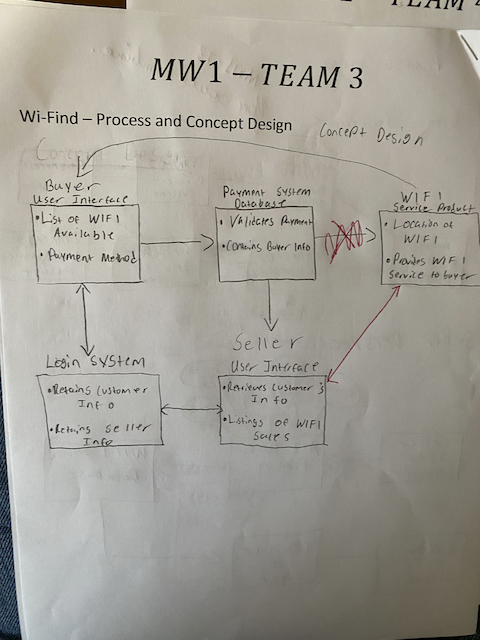 TEAM
MW1 – TEAM 3
Wi-Find – Process and Concept Design
Concept Design
Buyer
User Interface
• List of WIFI
Available
• Payment Method
Payment System
Database
• Validates Payment
• Contains Buyer Info
WIFI
Service Product
• Location of
WIFI
• Provides WIFI
Service to buyer
Login System
• Retains Customer
Info
• Retains Seller
Info
Seller
User Interface
• Retrieves Customer's
Info
• Listings of WIFI
Sales